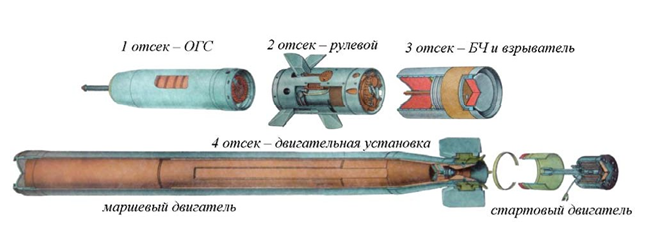 1 отсек – ОГС
2 отсек – рулевой
3 отсек – БЧ и взрыватель
4 отсек – двигательная установка
маршевый двигатель
стартовый двигатель